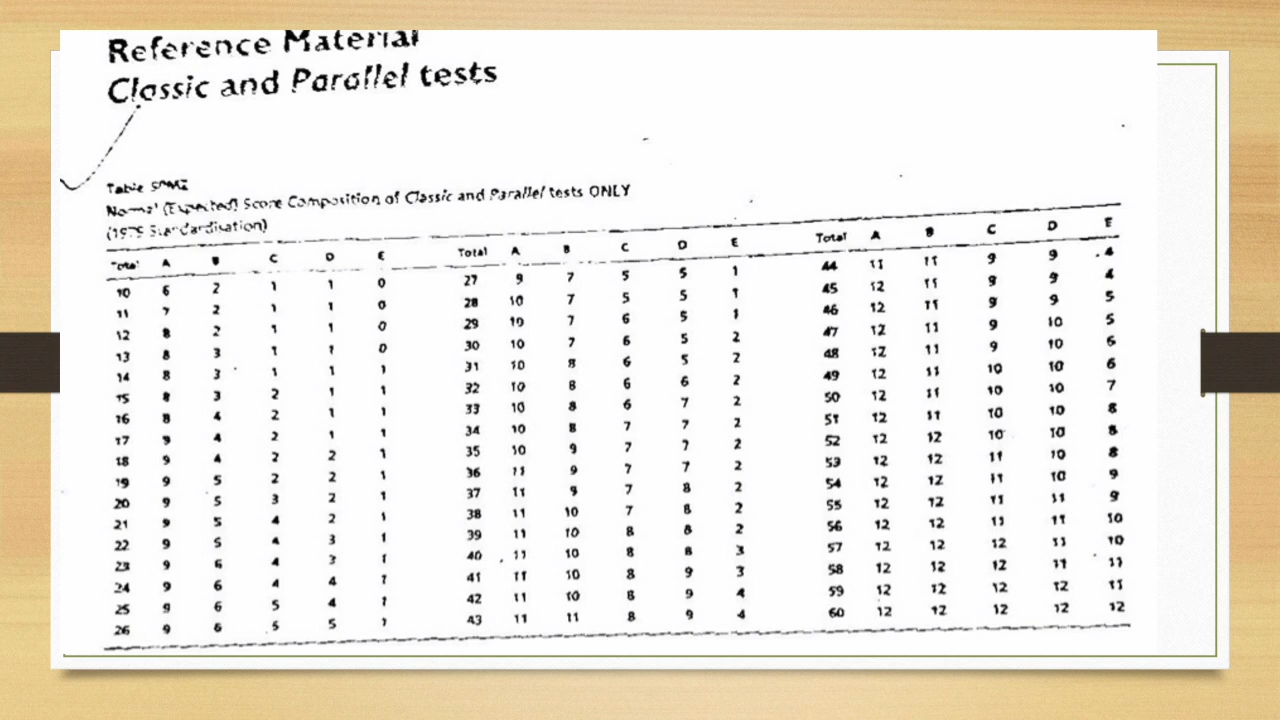 Reference Material
Classic and Parallel tests
Table SPM2
Normal (Expected) Score Composition of Classic and Parallel tests ONLY
(1979 Standardisation)
Total A B C D E Total A B C D E Total A B C D E
10 6 2 1 1 0 27 9 7 5 5 1 44 11 11 9 9 4
11 7 2 1 1 0 28 10 7 5 5 1 45 12 11 9 9 4
12 8 2 1 1 0 29 10 7 6 5 1 46 12 11 9 9 5
13 8 3 1 1 0 30 10 7 6 5 2 47 12 11 9 10 5
14 8 3 1 1 1 31 10 8 6 5 2 48 12 11 9 10 6
15 8 3 2 1 1 32 10 8 6 6 2 49 12 11 10 10 6
16 8 4 2 1 1 33 10 8 6 7 2 50 12 11 10 10 7
17 9 4 2 1 1 34 10 8 7 7 2 51 12 11 10 10 8
18 9 4 2 2 1 35 10 9 7 7 2 52 12 12 10 10 8
19 9 5 2 2 1 36 11 9 7 7 2 53 12 12 11 10 8
20 9 5 3 2 1 37 11 9 7 8 2 54 12 12 11 10 9
21 9 5 4 2 1 38 11 10 7 8 2 55 12 12 11 11 9
22 9 5 4 3 1 39 11 10 8 8 2 56 12 12 11 11 10
23 9 6 4 3 1 40 11 10 8 8 3 57 12 12 12 11 10
24 9 6 4 4 1 41 11 10 8 9 3 58 12 12 12 11 11
25 9 6 5 4 1 42 11 10 8 9 4 59 12 12 12 12 11
26 9 6 5 5 1 43 11 11 8 9 4 60 12 12 12 12 12